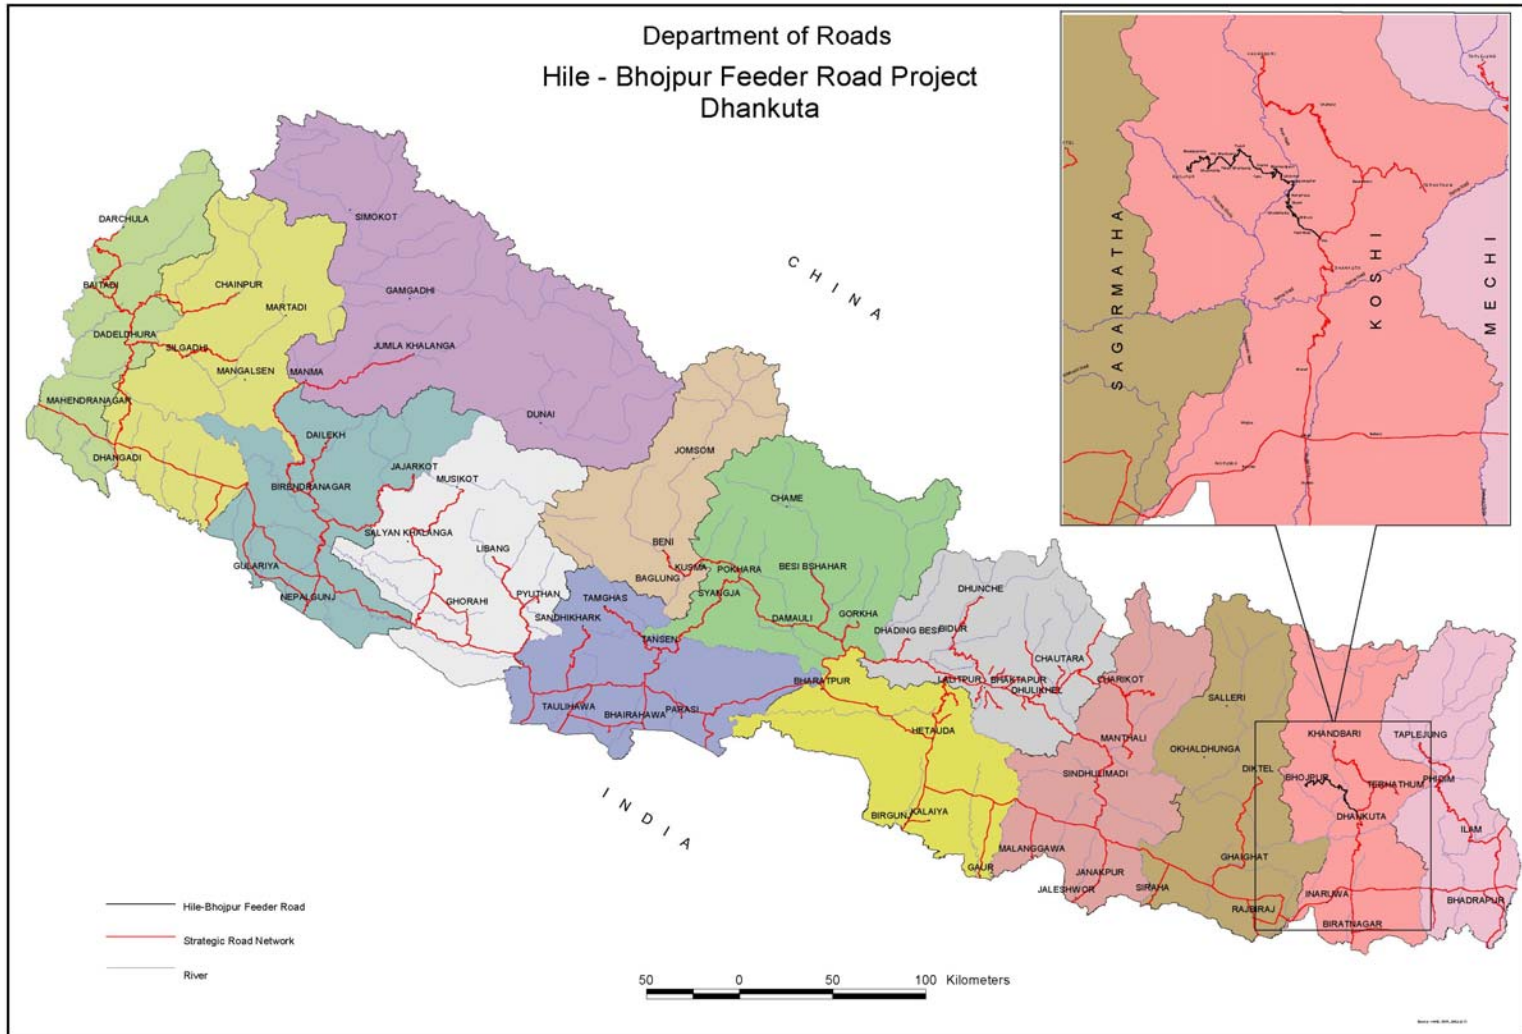 Department of Roads
Hile - Bhojpur Feeder Road Project
Dhankuta
SAGARMATHA
KOSHI
MECHI
CHINA
INDIA
DARCHULA
BAITADI
CHAINPUR
MARTADI
DADELDHURA
SILGADHI
MANGALSEN
MAHENDRANAGAR
DHANGADI
SIMOKOT
GAMGADHI
JUMLA KHALANGA
MANMA
DUNAI
DAILEKH
BIRENDRANAGAR
JAJARKOT
MUSIKOT
SALYAN KHALANGA
LIBANG
GULARIYA
NEPALGUNJ
GHORAHI
PYUTHAN
SANDHIKHARK
TAMGHAS
TANSEN
TAULIHAWA
BHAIRAHAWA
PARASI
JOMSOM
BENI
KUSMA
BAGLUNG
CHAME
POKHARA
BESI BSHAHAR
SYANGJA
DAMAULI
GORKHA
BHARATPUR
DHUNCHE
DHADING BESI
BIDUR
CHAUTARA
LALITPUR
BHAKTAPUR
DHULIKHEL
CHARIKOT
HETAUDA
BIRGUNJ
KALAIYA
GAUR
MANTHALI
SINDHULIMADI
MALANGGAWA
JANAKPUR
JALESHWOR
SIRAHA
SALLERI
OKHALDHUNGA
DIKTEL
GHAIGHAT
RAJBIRAJ
KHANDBARI
BHOJPUR
TERHATHUM
DHANKUTA
INARUWA
BIRATNAGAR
TAPLEJUNG
PHIDIM
ILAM
BHADRAPUR
Hile-Bhojpur Feeder Road
Strategic Road Network
River
50 0 50 100 Kilometers